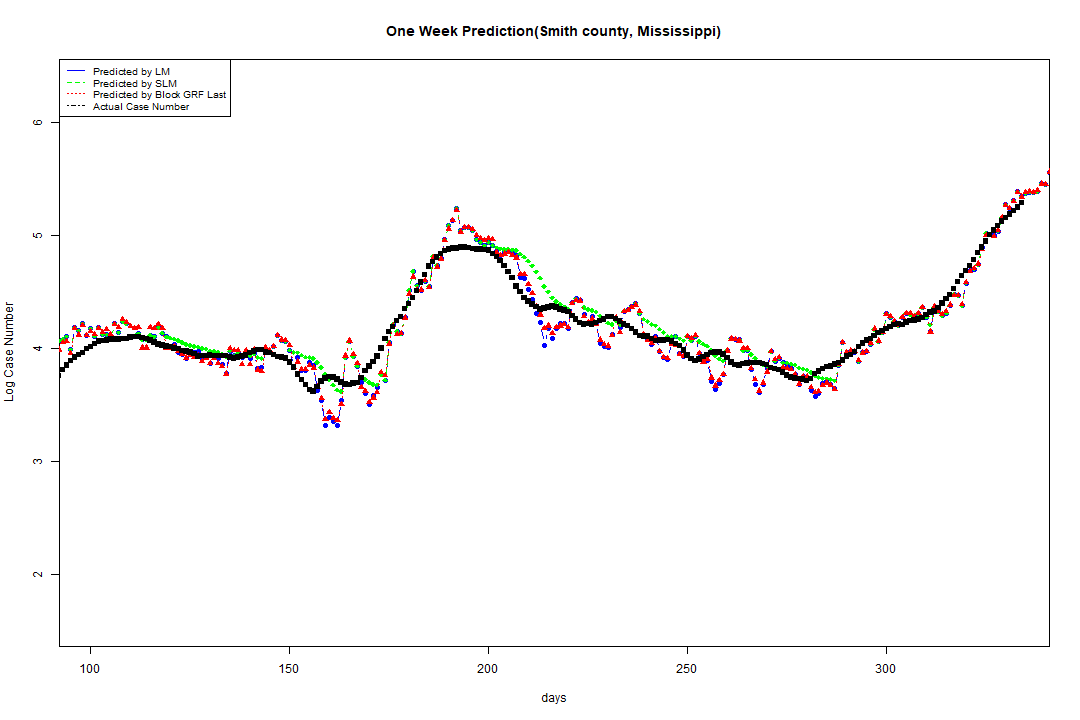 One Week Prediction(Smith county, Mississippi)
Predicted by LM
Predicted by SLM
Predicted by Block GRF Last
Actual Case Number
Log Case Number
6
5
4
3
2
100 150 200 250 300
days